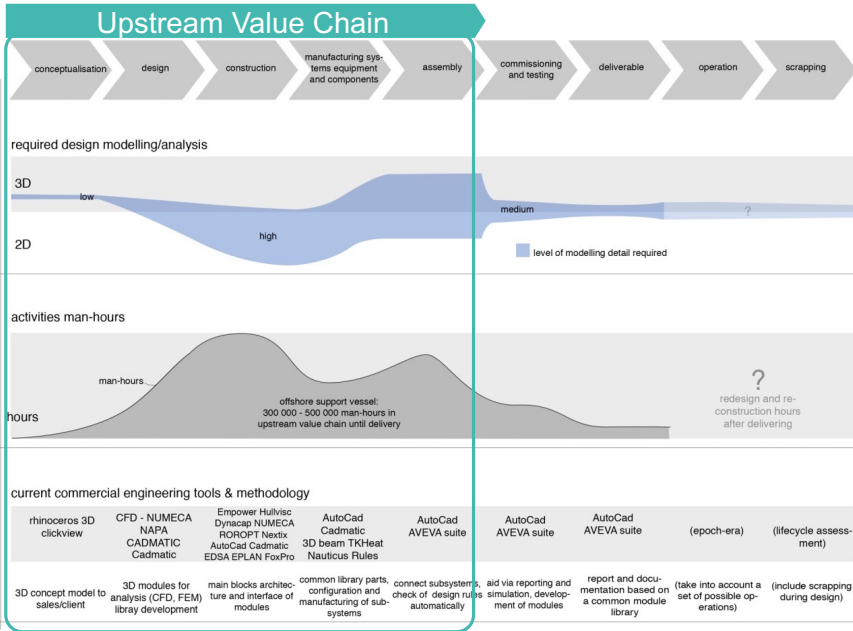 Upstream Value Chain
conceptualisation
design
construction
manufacturing sys-
tems equipment
and components
assembly
commissioning
and testing
deliverable
operation
scrapping
required design modelling/analysis
3D
low
2D
high
medium
?
level of modelling detail required
activities man-hours
man-hours
hours
offshore support vessel:
300 000 - 500 000 man-hours in
upstream value chain until delivery
?
redesign and re-
construction hours
after delivering
current commercial engineering tools & methodology
rhinoceros 3D
clickview
CFD - NUMECA
NAPA
CADMATIC
Cadmatic
Empower Hullvisc
Dynacap NUMECA
ROROPT Nextix
AutoCad Cadmatic
EDSA EPLAN FoxPro
AutoCad
Cadmatic
3D beam TKHeat
Nauticus Rules
AutoCad
AVEVA suite
AutoCad
AVEVA suite
AutoCad
AVEVA suite
(epoch-era)
(lifecycle assess-
ment)
3D concept model to
sales/client
3D modules for
analysis (CFD, FEM)
libray development
main blocks architec-
ture and interface of
modules
common library parts,
configuration and
manufacturing of sub-
systems
connect subsystems,
check of design rules
automatically
aid via reporting and
simulation, develop-
ment of modules
report and docu-
mentation based on
a common module
library
(take into account a
set of possible op-
erations)
(include scrapping
during design)